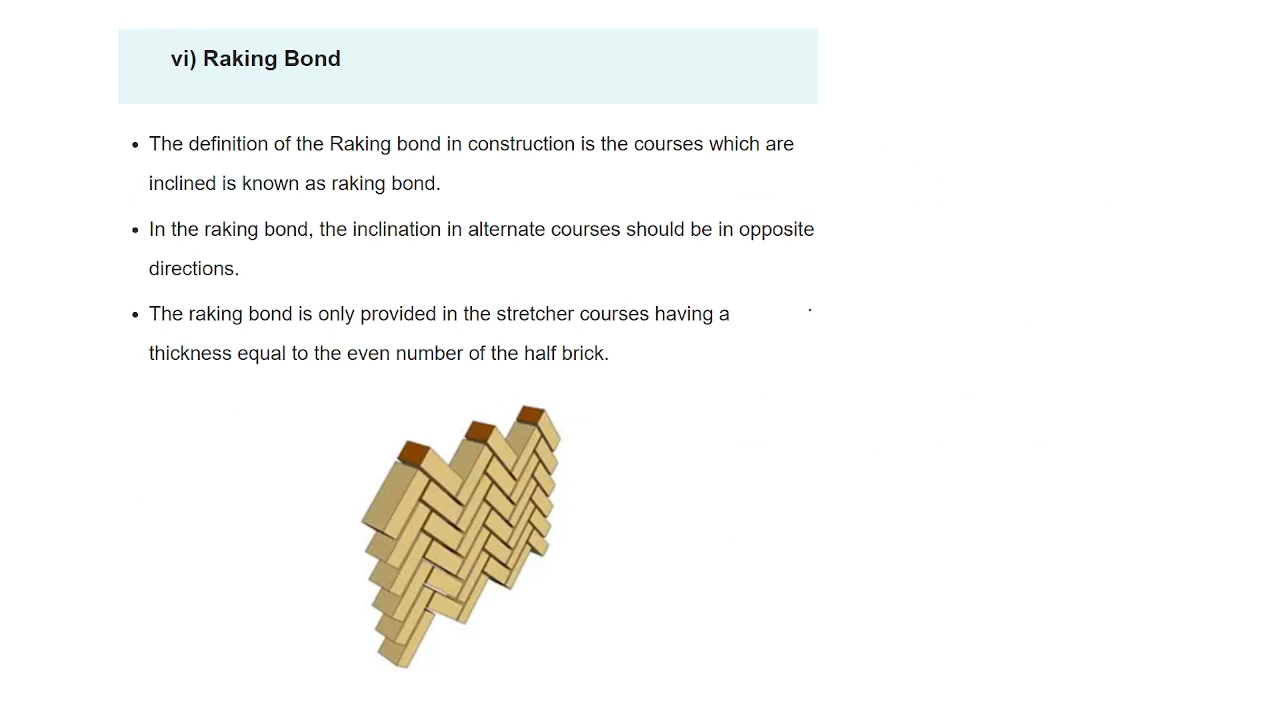 vi) Raking Bond
• The definition of the Raking bond in construction is the courses which are
inclined is known as raking bond.
• In the raking bond, the inclination in alternate courses should be in opposite
directions.
• The raking bond is only provided in the stretcher courses having a
thickness equal to the even number of the half brick.